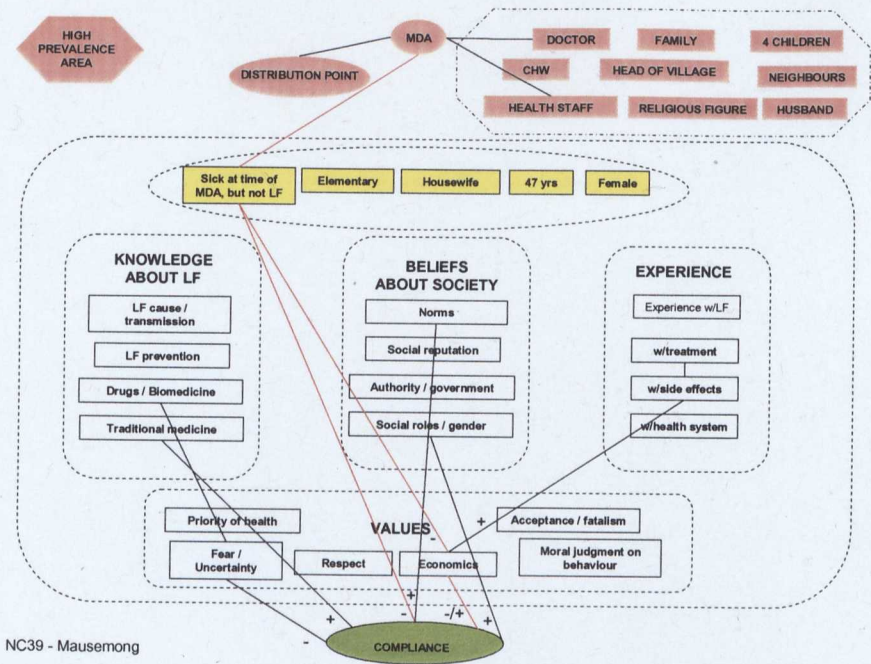 HIGH
PREVALENCE
AREA
MDA
DISTRIBUTION POINT
DOCTOR
FAMILY
4 CHILDREN
CHW
HEAD OF VILLAGE
NEIGHBOURS
HEALTH STAFF
RELIGIOUS FIGURE
HUSBAND
Sick at time of
MDA, but not LF
Elementary
Housewife
47 yrs
Female
KNOWLEDGE
ABOUT LF
LF cause /
transmission
LF prevention
Drugs / Biomedicine
Traditional medicine
BELIEFS
ABOUT SOCIETY
Norms
Social reputation
Authority / government
Social roles / gender
EXPERIENCE
Experience w/LF
w/treatment
w/side effects
w/health system
Priority of health
VALUES
-
+
Acceptance / fatalism
Fear /
Uncertainty
Respect
Economics
Moral judgment on
behaviour
-
+
+
-
-/+
+
COMPLIANCE
NC39 - Mausemong